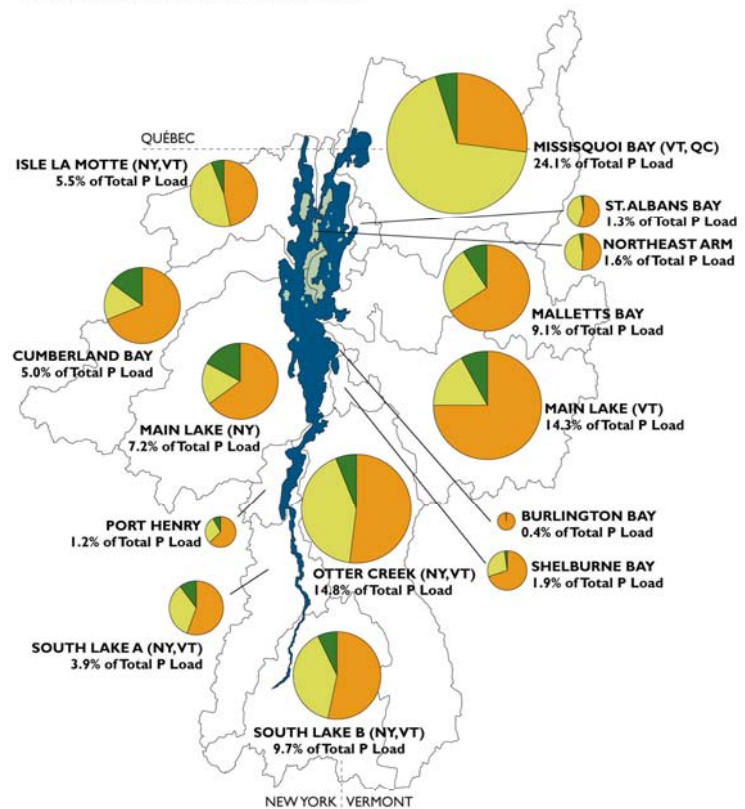 QUÉBEC
MISSISQUOI BAY (VT, QC)
24.1% of Total P Load
ISLE LA MOTTE (NY,VT)
5.5% of Total P Load
ST.ALBANS BAY
1.3% of Total P Load
NORTHEAST ARM
1.6% of Total P Load
MALLETTS BAY
9.1% of Total P Load
CUMBERLAND BAY
5.0% of Total P Load
MAIN LAKE (NY)
7.2% of Total P Load
MAIN LAKE (VT)
14.3% of Total P Load
PORT HENRY
1.2% of Total P Load
BURLINGTON BAY
0.4% of Total P Load
OTTER CREEK (NY,VT)
14.8% of Total P Load
SHELBURNE BAY
1.9% of Total P Load
SOUTH LAKE A (NY,VT)
3.9% of Total P Load
SOUTH LAKE B (NY,VT)
9.7% of Total P Load
NEW YORK VERMONT